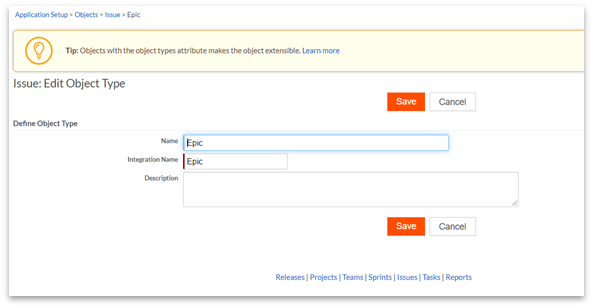 Application Setup > Objects > Issue > Epic
Tip: Objects with the object types attribute makes the object extensible. Learn more
Issue: Edit Object Type
Save Cancel
Define Object Type
Name Epic
Integration Name Epic
Description
Save Cancel
Releases | Projects | Teams | Sprints | Issues | Tasks | Reports